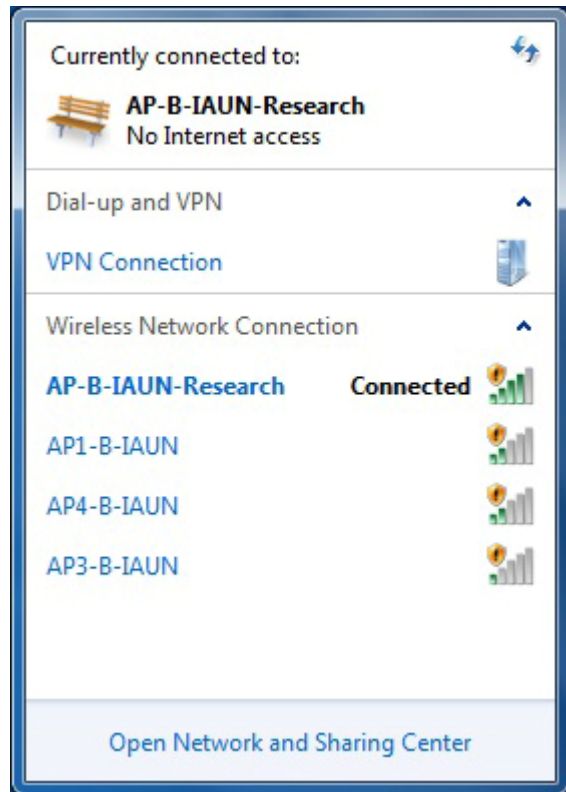 Currently connected to:
AP-B-IAUN-Research
No Internet access
Dial-up and VPN
VPN Connection
Wireless Network Connection
AP-B-IAUN-Research Connected
AP1-B-IAUN
AP4-B-IAUN
AP3-B-IAUN
Open Network and Sharing Center